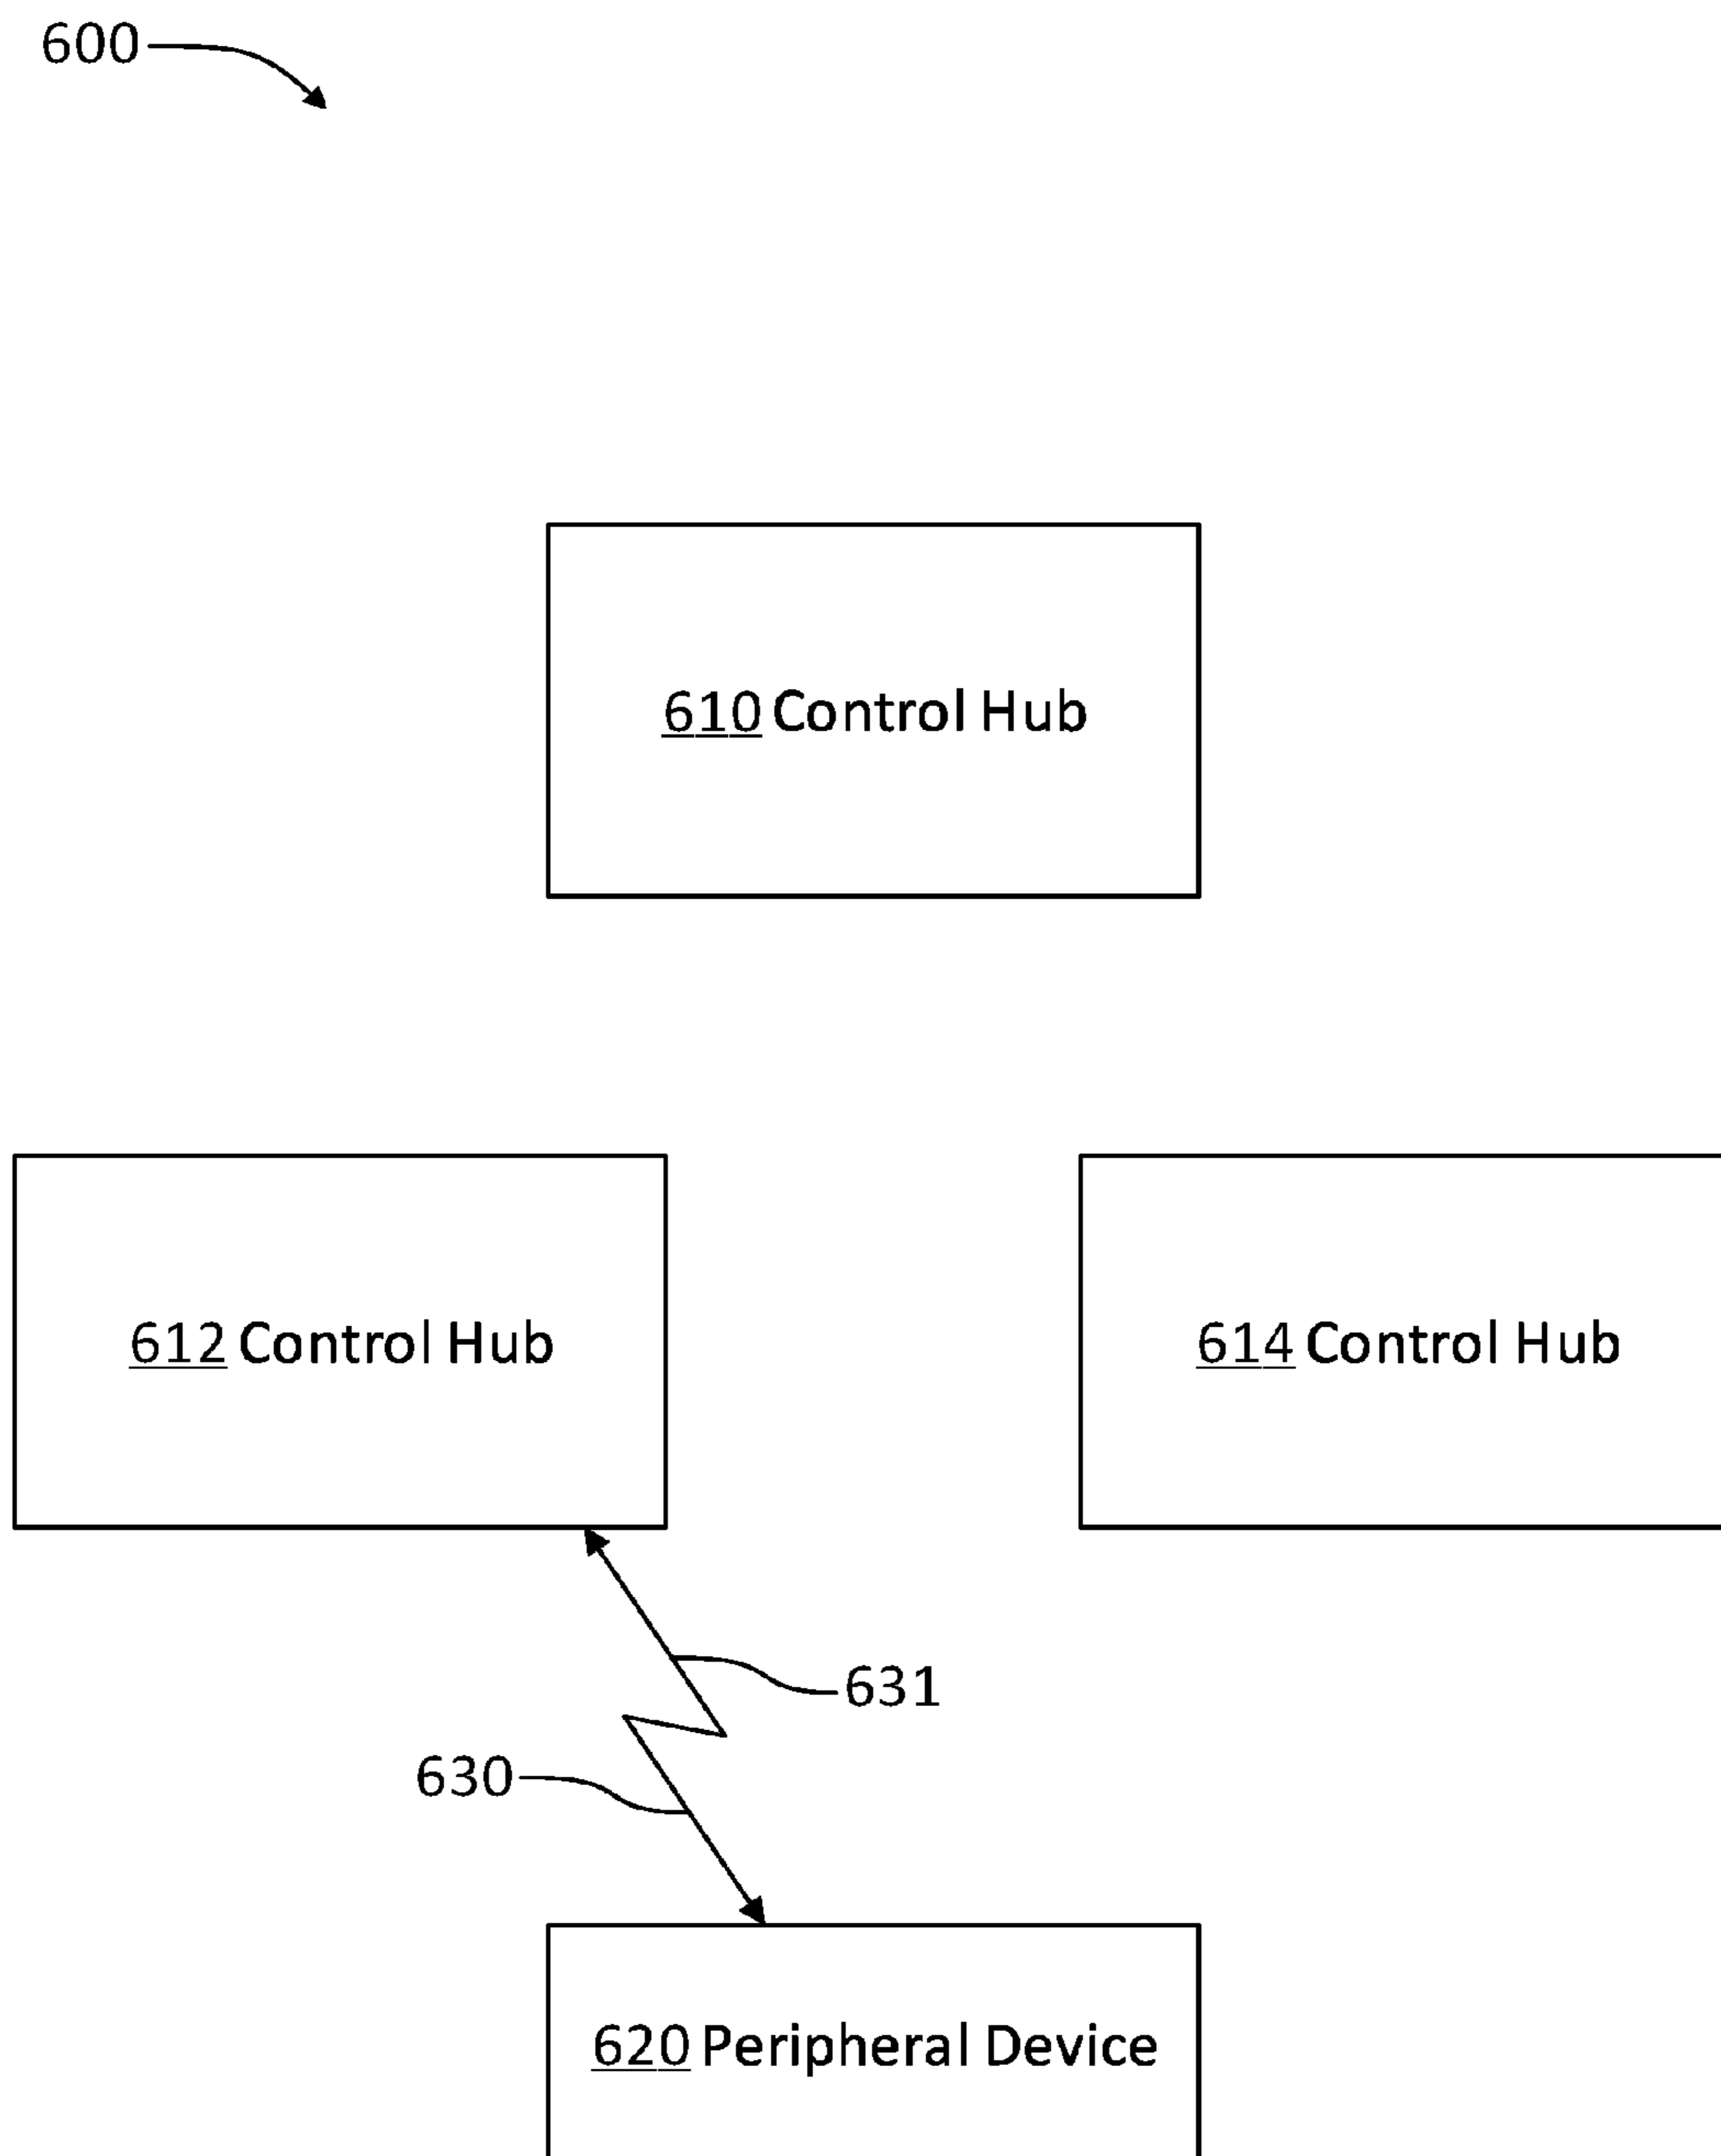 600
610 Control Hub
612 Control Hub
614 Control Hub
631
630
620 Peripheral Device